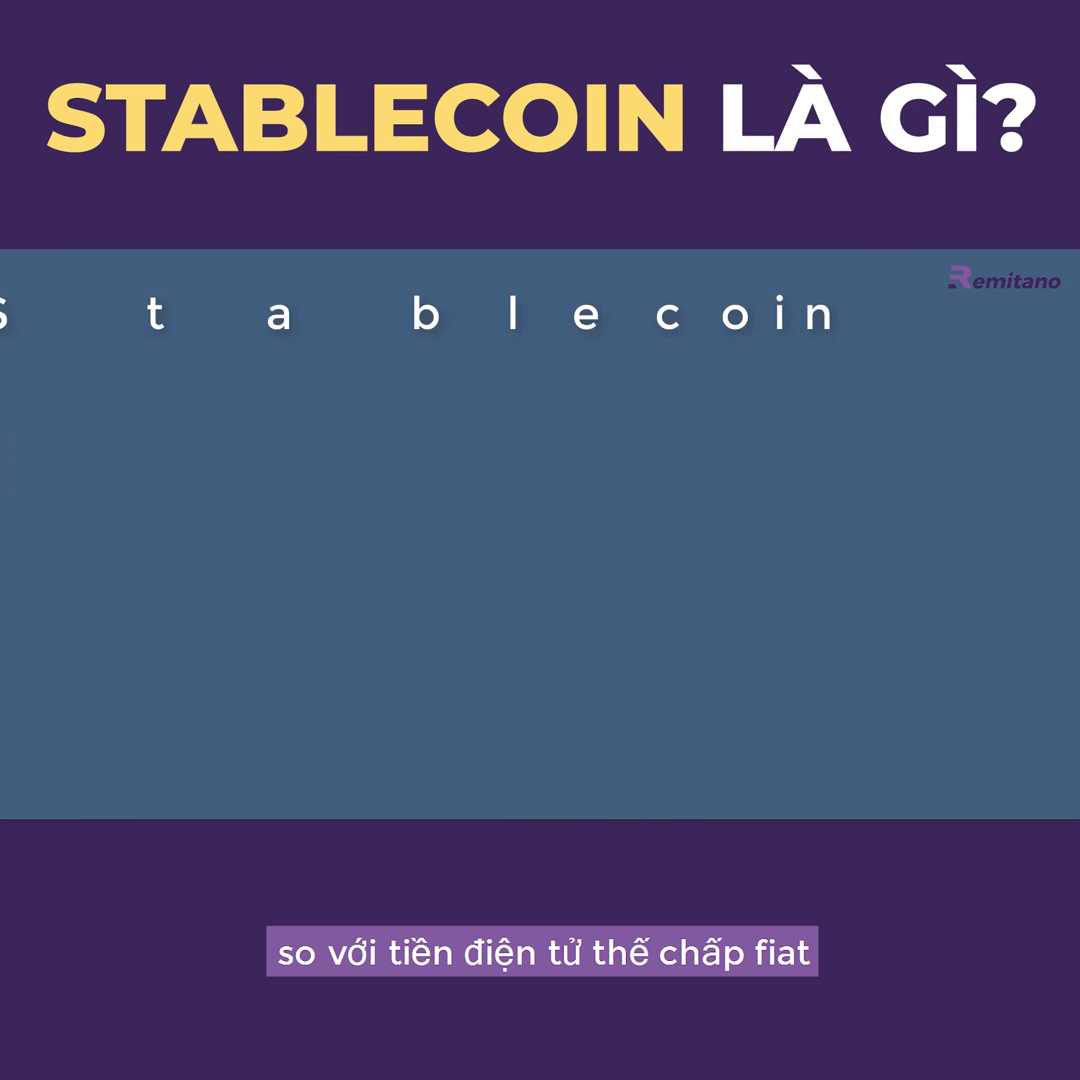 STABLECOIN LÀ GÌ?
Remitano
S t a b l e c o i n
so với tiền điện tử thế chấp fiat